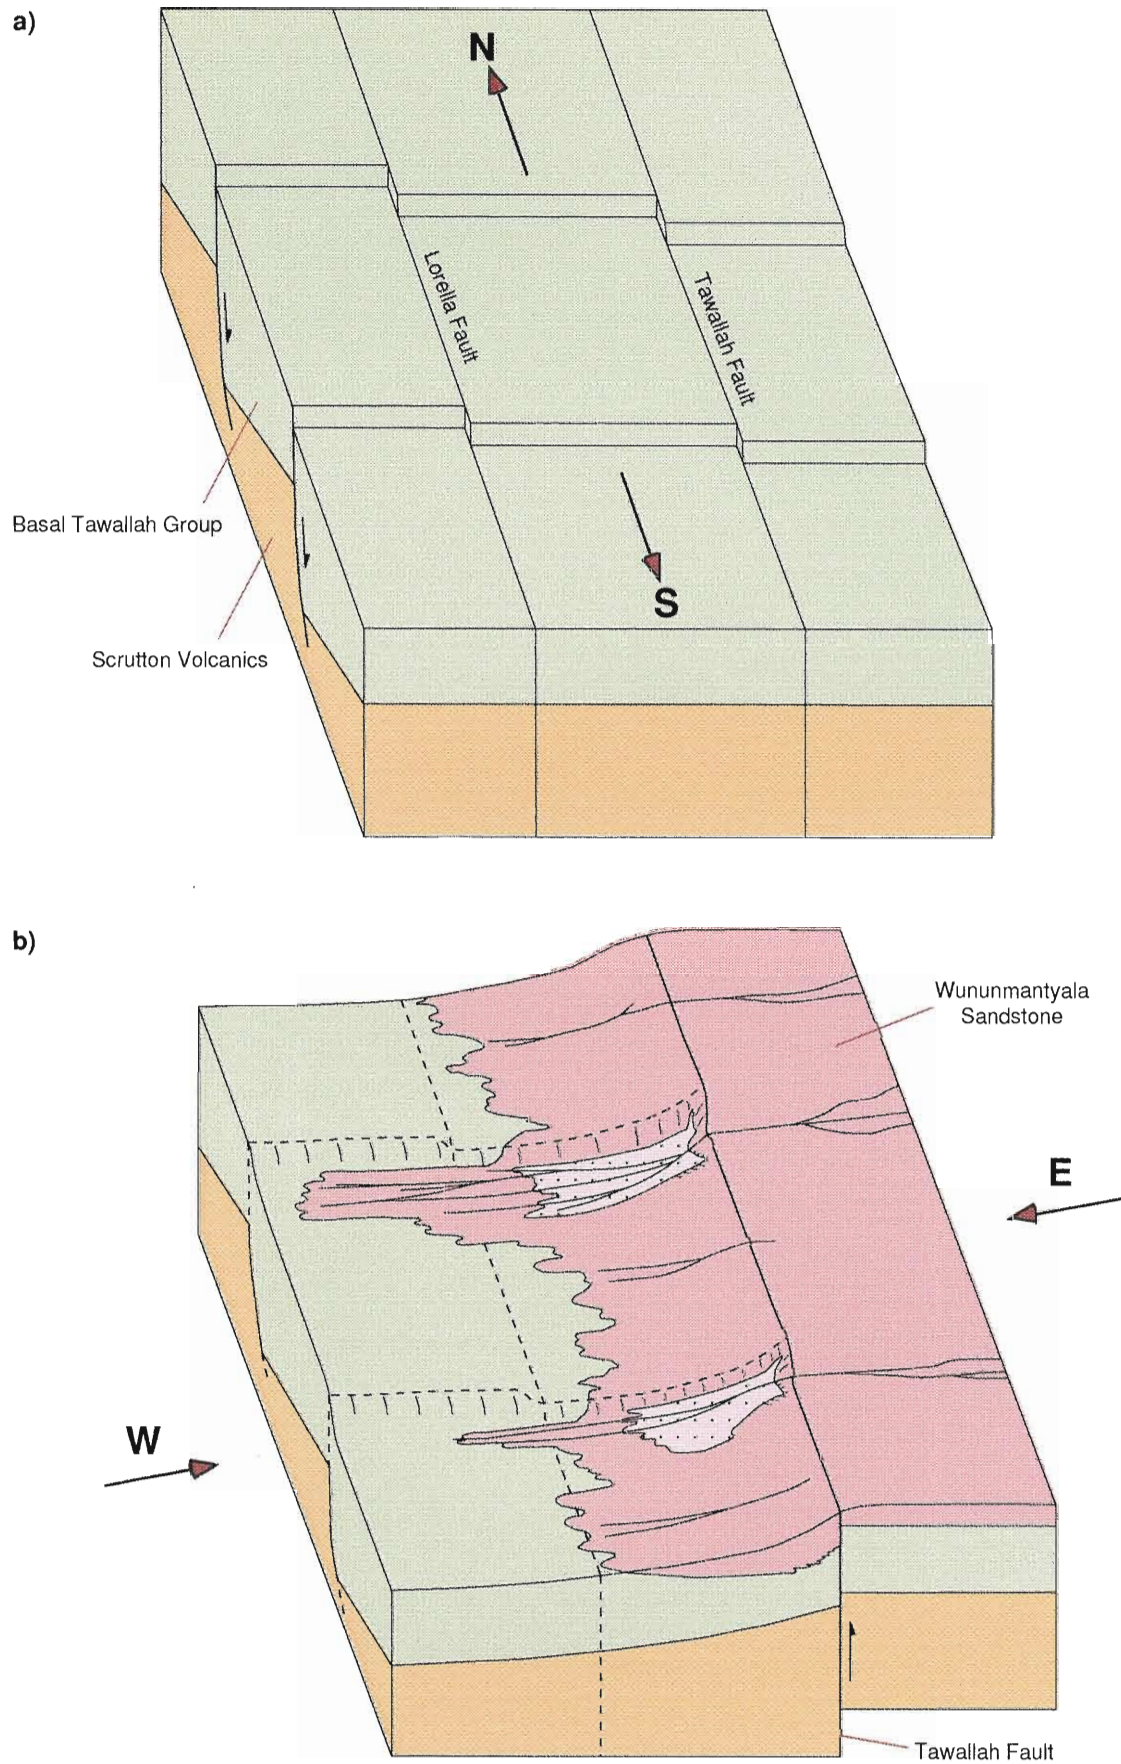 a)
N
Lorella Fault
Tawallah Fault
Basal Tawallah Group
S
Scrutton Volcanics
b)
Wununmantyala
Sandstone
E
W
Tawallah Fault